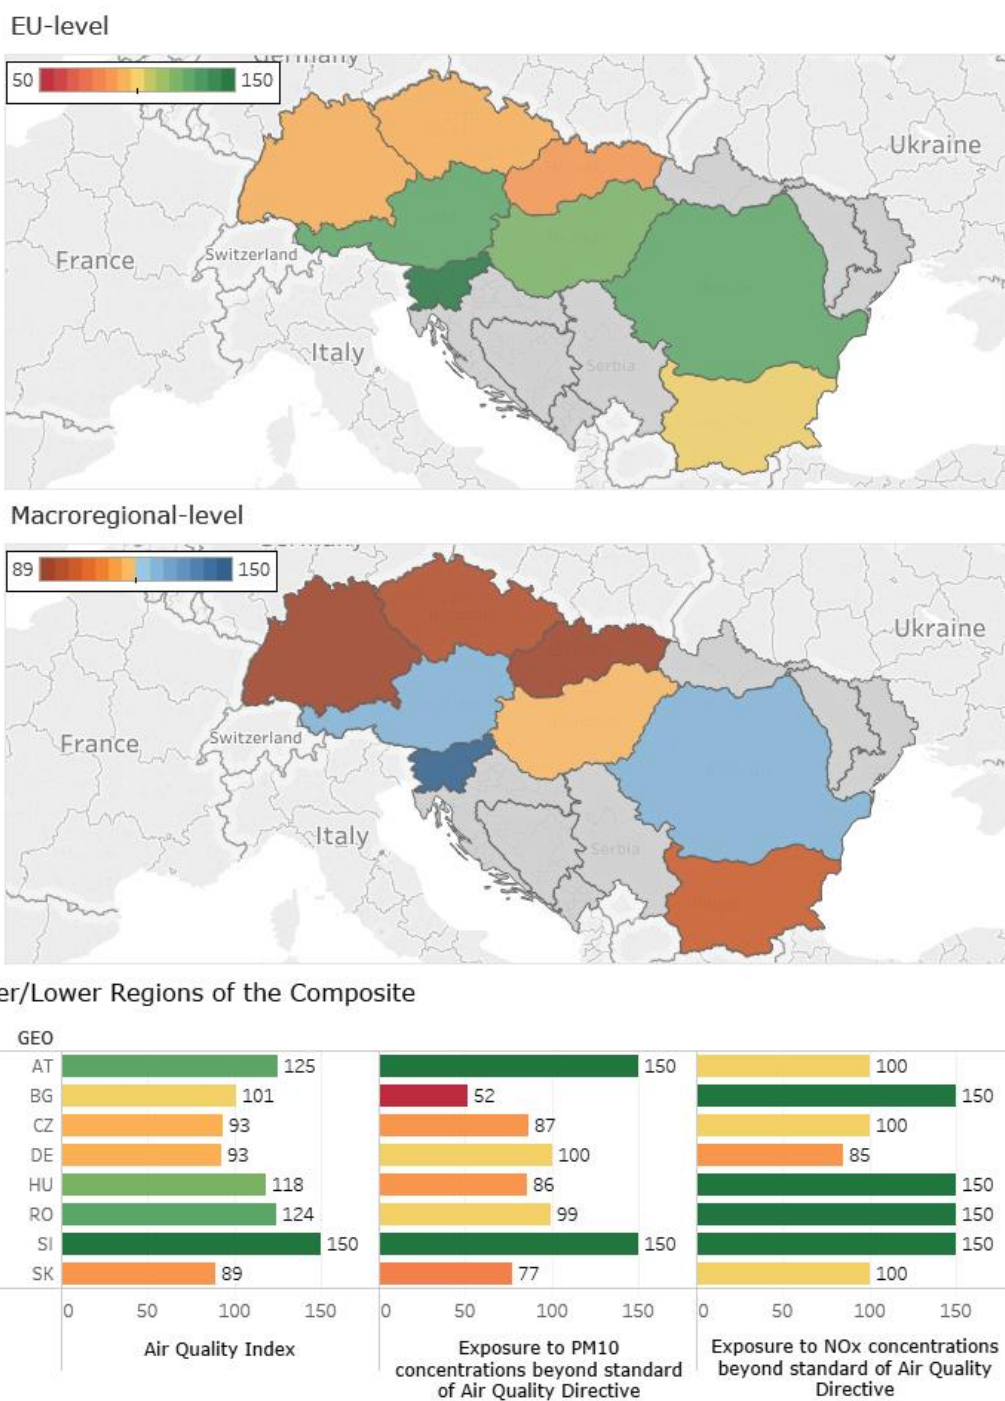 EU-level
Germany
50 150
Ukraine
France
Switzerland
Italy
Serbia
Macroregional-level
89 150
Ukraine
France
Switzerland
Italy
Serbia
er/Lower Regions of the Composite
GEO
AT 125 150 100
BG 101 52 150
CZ 93 87 100
DE 93 100 85
HU 118 86 150
RO 124 99 150
SI 150 150 150
SK 89 77 100
0 50 100 150 0 50 100 150 0 50 100 150
Air Quality Index
Exposure to PM10
concentrations beyond standard
of Air Quality Directive
Exposure to NOx concentrations
beyond standard of Air Quality
Directive